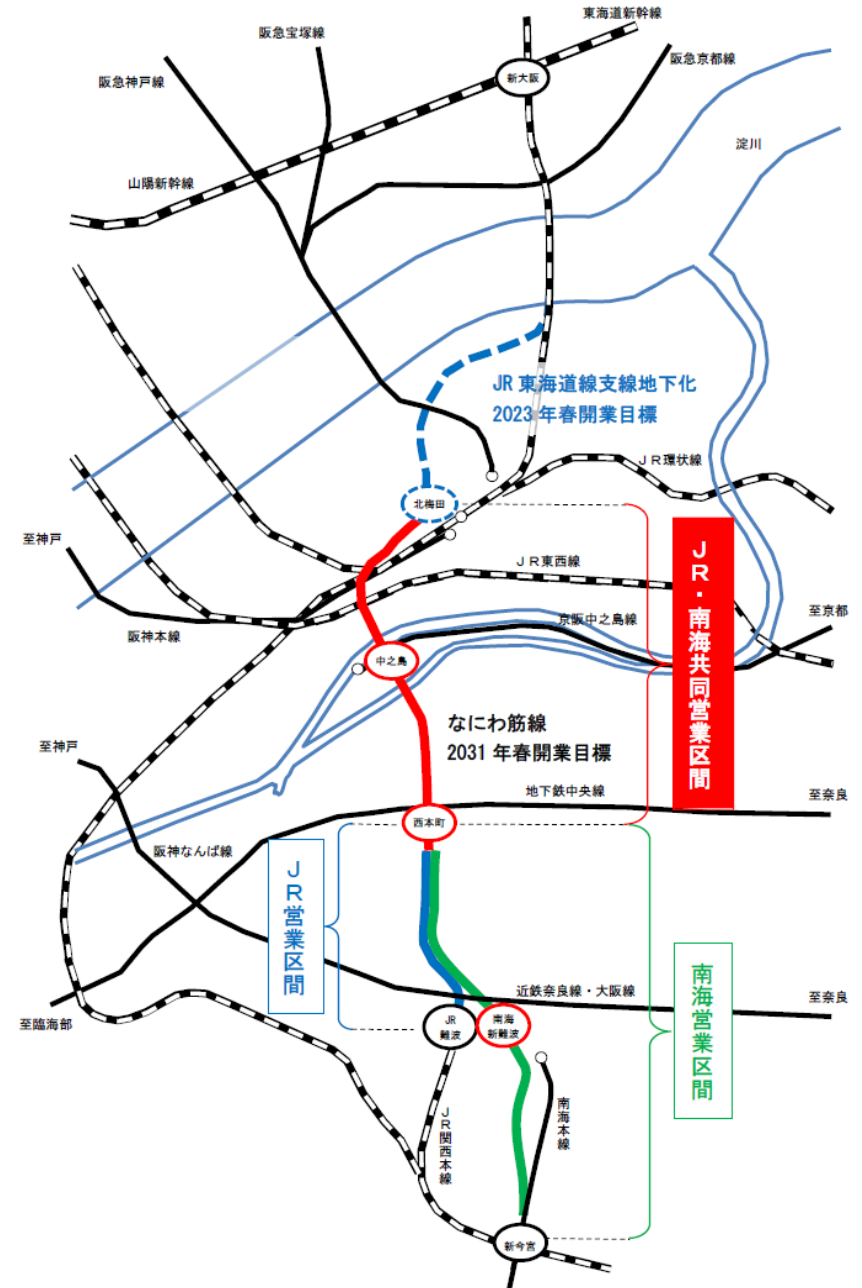 東海道新幹線
阪急宝塚線
阪急京都線
阪急神戸線
新大阪
淀川
山陽新幹線
JR東海道線支線地下化
2023年春開業目標
JR環状線
北梅田
至神戸
JR東西線
JR・南海共同営業区間
京阪中之島線
至京都
阪神本線
中之島
なにわ筋線
2031年春開業目標
至神戸
地下鉄中央線
至奈良
西本町
阪神なんば線
JR営業区間
南海営業区間
近鉄奈良線・大阪線
至奈良
至臨海部
JR
難波
南海
新難波
南海本線
JR関西本線
新今宮